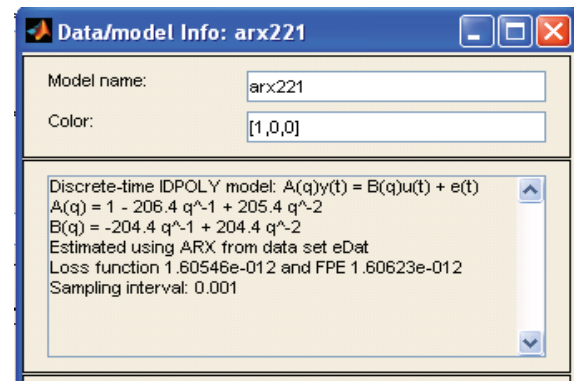 Data/model Info: arx221
Model name:
arx221
Color:
[1,0,0]
Discrete-time IDPOLY model: A(q)y(t) = B(q)u(t) + e(t)
A(q) = 1 - 206.4 q^-1 + 205.4 q^-2
B(q) = -204.4 q^-1 + 204.4 q^-2
Estimated using ARX from data set eDat
Loss function 1.60546e-012 and FPE 1.60623e-012
Sampling interval: 0.001